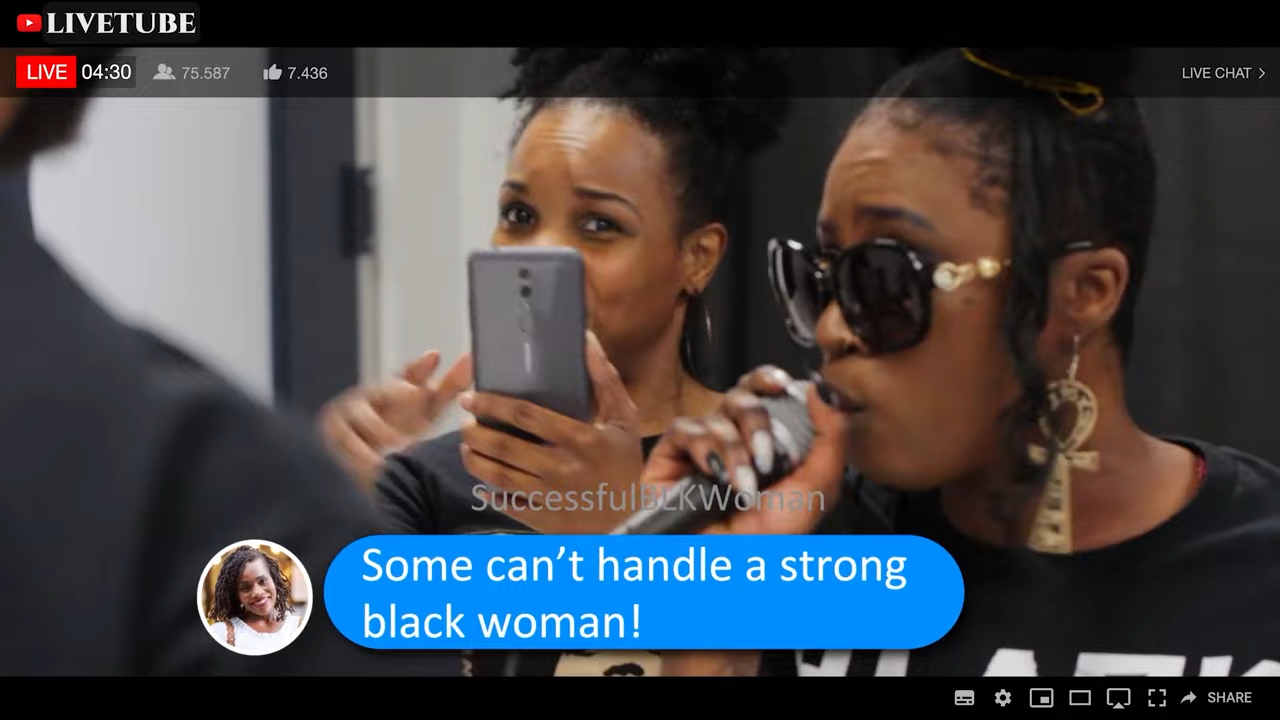 LIVETUBE
LIVE 04:30 75.587 7.436 LIVE CHAT
SuccessfulBLKWoman
Some can’t handle a strong
black woman!
SHARE